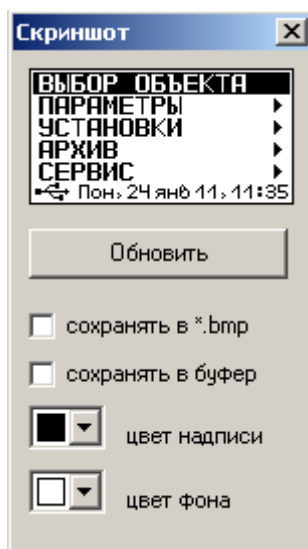 Скриншот
ВЫБОР ОБЪЕКТА
ПАРАМЕТРЫ
УСТАНОВКИ
АРХИВ
СЕРВИС
Пон, 24 янв 11, 11:35
Обновить
сохранять в *.bmp
сохранять в буфер
цвет надписи
цвет фона